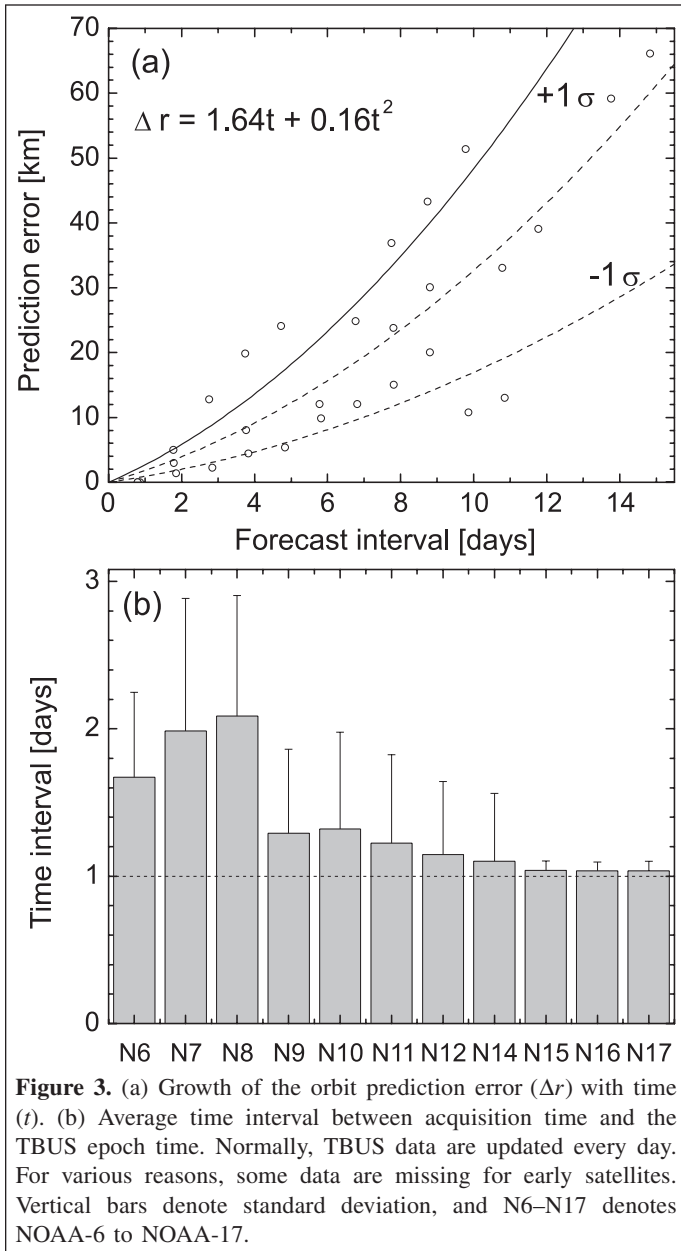 70
60
50
40
30
20
10
0
Prediction error [km]
(a)
Δ r = 1.64t + 0.16t²
+1 σ
-1 σ
0 2 4 6 8 10 12 14
Forecast interval [days]
3
2
1
0
Time interval [days]
(b)
N6 N7 N8 N9 N10 N11 N12 N14 N15 N16 N17
Figure 3. (a) Growth of the orbit prediction error (Δr) with time
(t). (b) Average time interval between acquisition time and the
TBUS epoch time. Normally, TBUS data are updated every day.
For various reasons, some data are missing for early satellites.
Vertical bars denote standard deviation, and N6–N17 denotes
NOAA-6 to NOAA-17.